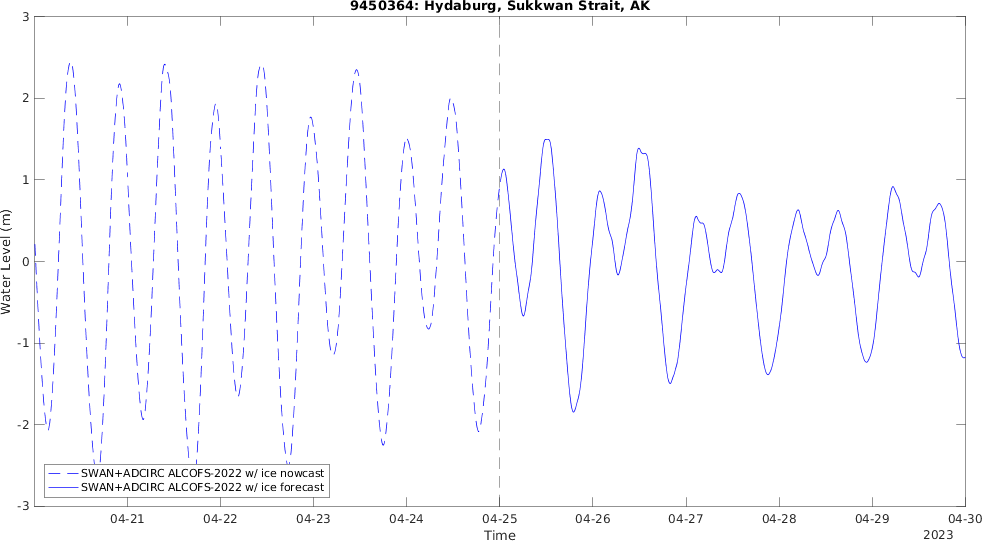 9450364: Hydaburg, Sukkwan Strait, AK
3
2
1
0
-1
-2
-3
Water Level (m)
SWAN+ADCIRC ALCOFS-2022 w/ ice nowcast
SWAN+ADCIRC ALCOFS-2022 w/ ice forecast
04-21 04-22 04-23 04-24 04-25 04-26 04-27 04-28 04-29 04-30
Time
2023